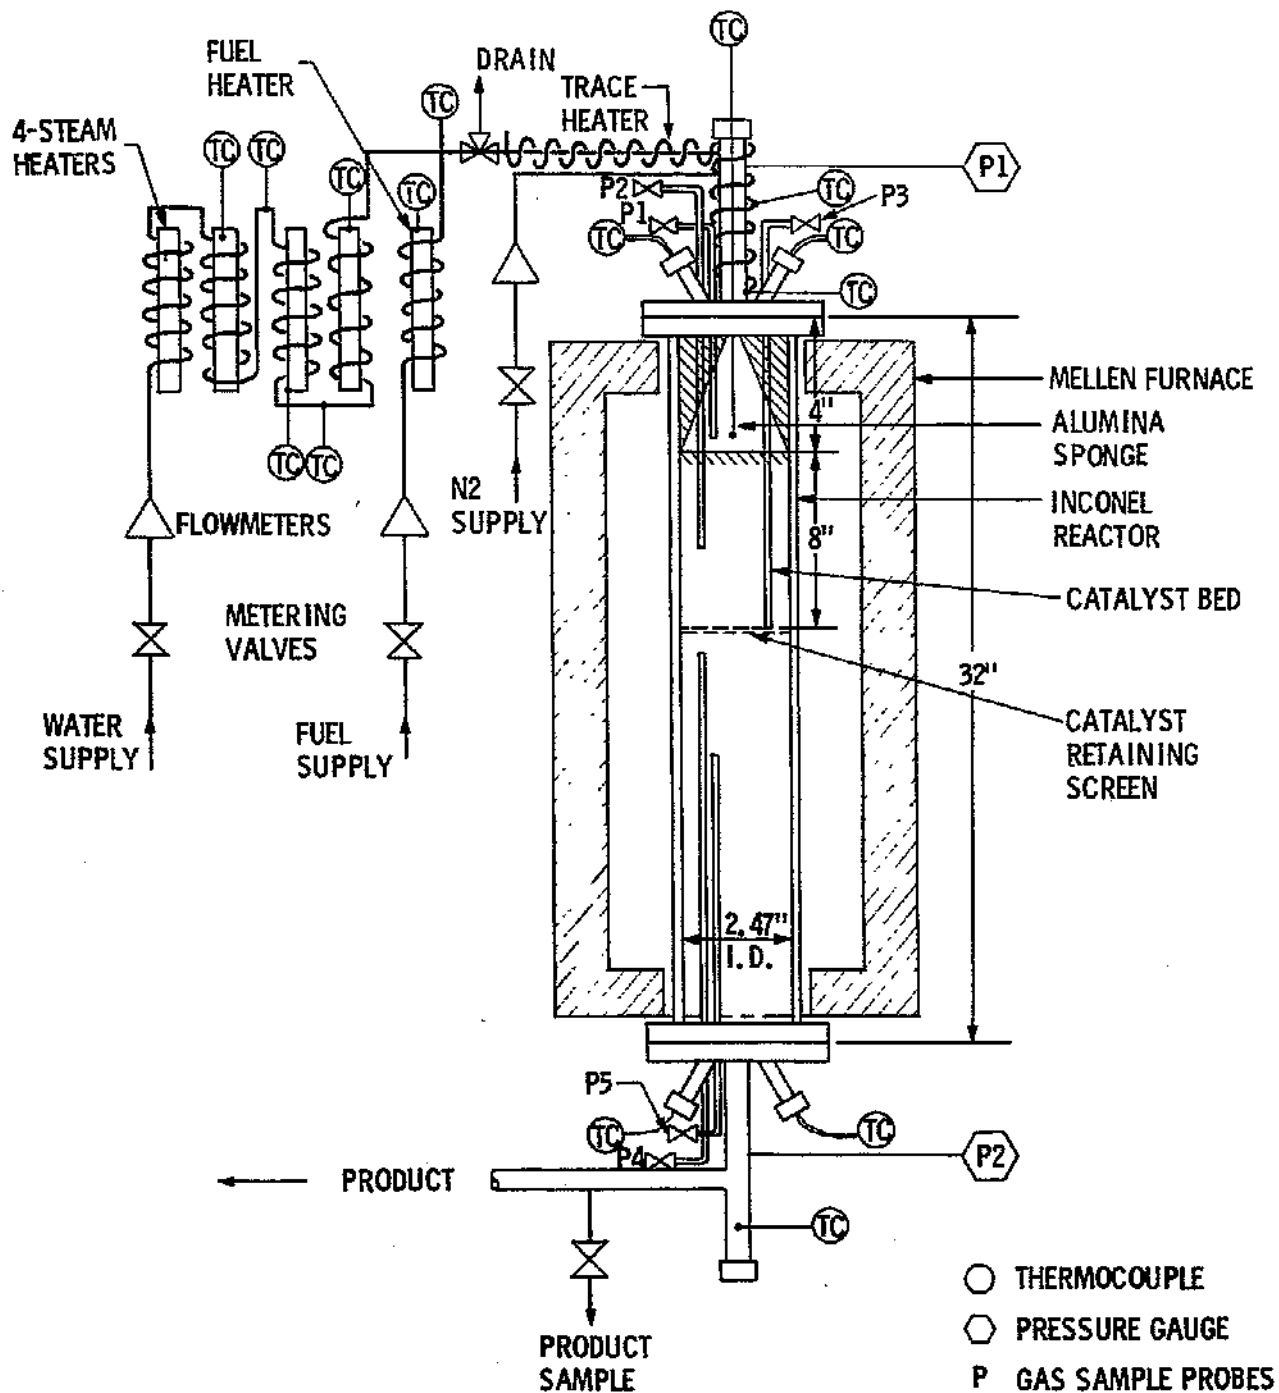 TC
FUEL
HEATER
DRAIN
TRACE
HEATER
TC
4-STEAM
HEATERS
TC
TC
TC
TC
P1
P2
TC
P3
P1
TC
TC
TC
MELLEN FURNACE
4"
ALUMINA
SPONGE
TC
TC
N2
SUPPLY
INCONEL
REACTOR
FLOWMETERS
8"
CATALYST BED
METERING
VALVES
32"
WATER
SUPPLY
FUEL
SUPPLY
CATALYST
RETAINING
SCREEN
2.47"
I.D.
P5
TC
TC
P4
P2
PRODUCT
TC
THERMOCOUPLE
PRESSURE GAUGE
PRODUCT
SAMPLE
P GAS SAMPLE PROBES